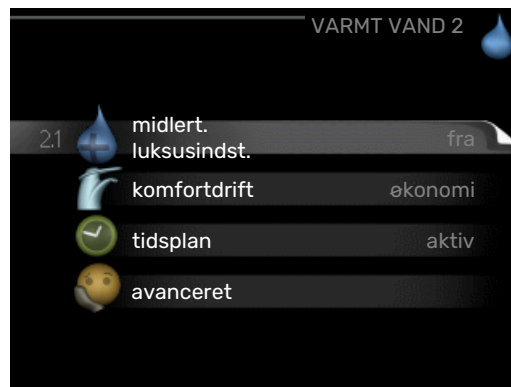 VARMT VAND 2
2.1 midlert.
luksusindst. fra
komfortdrift økonomi
tidsplan aktiv
avanceret